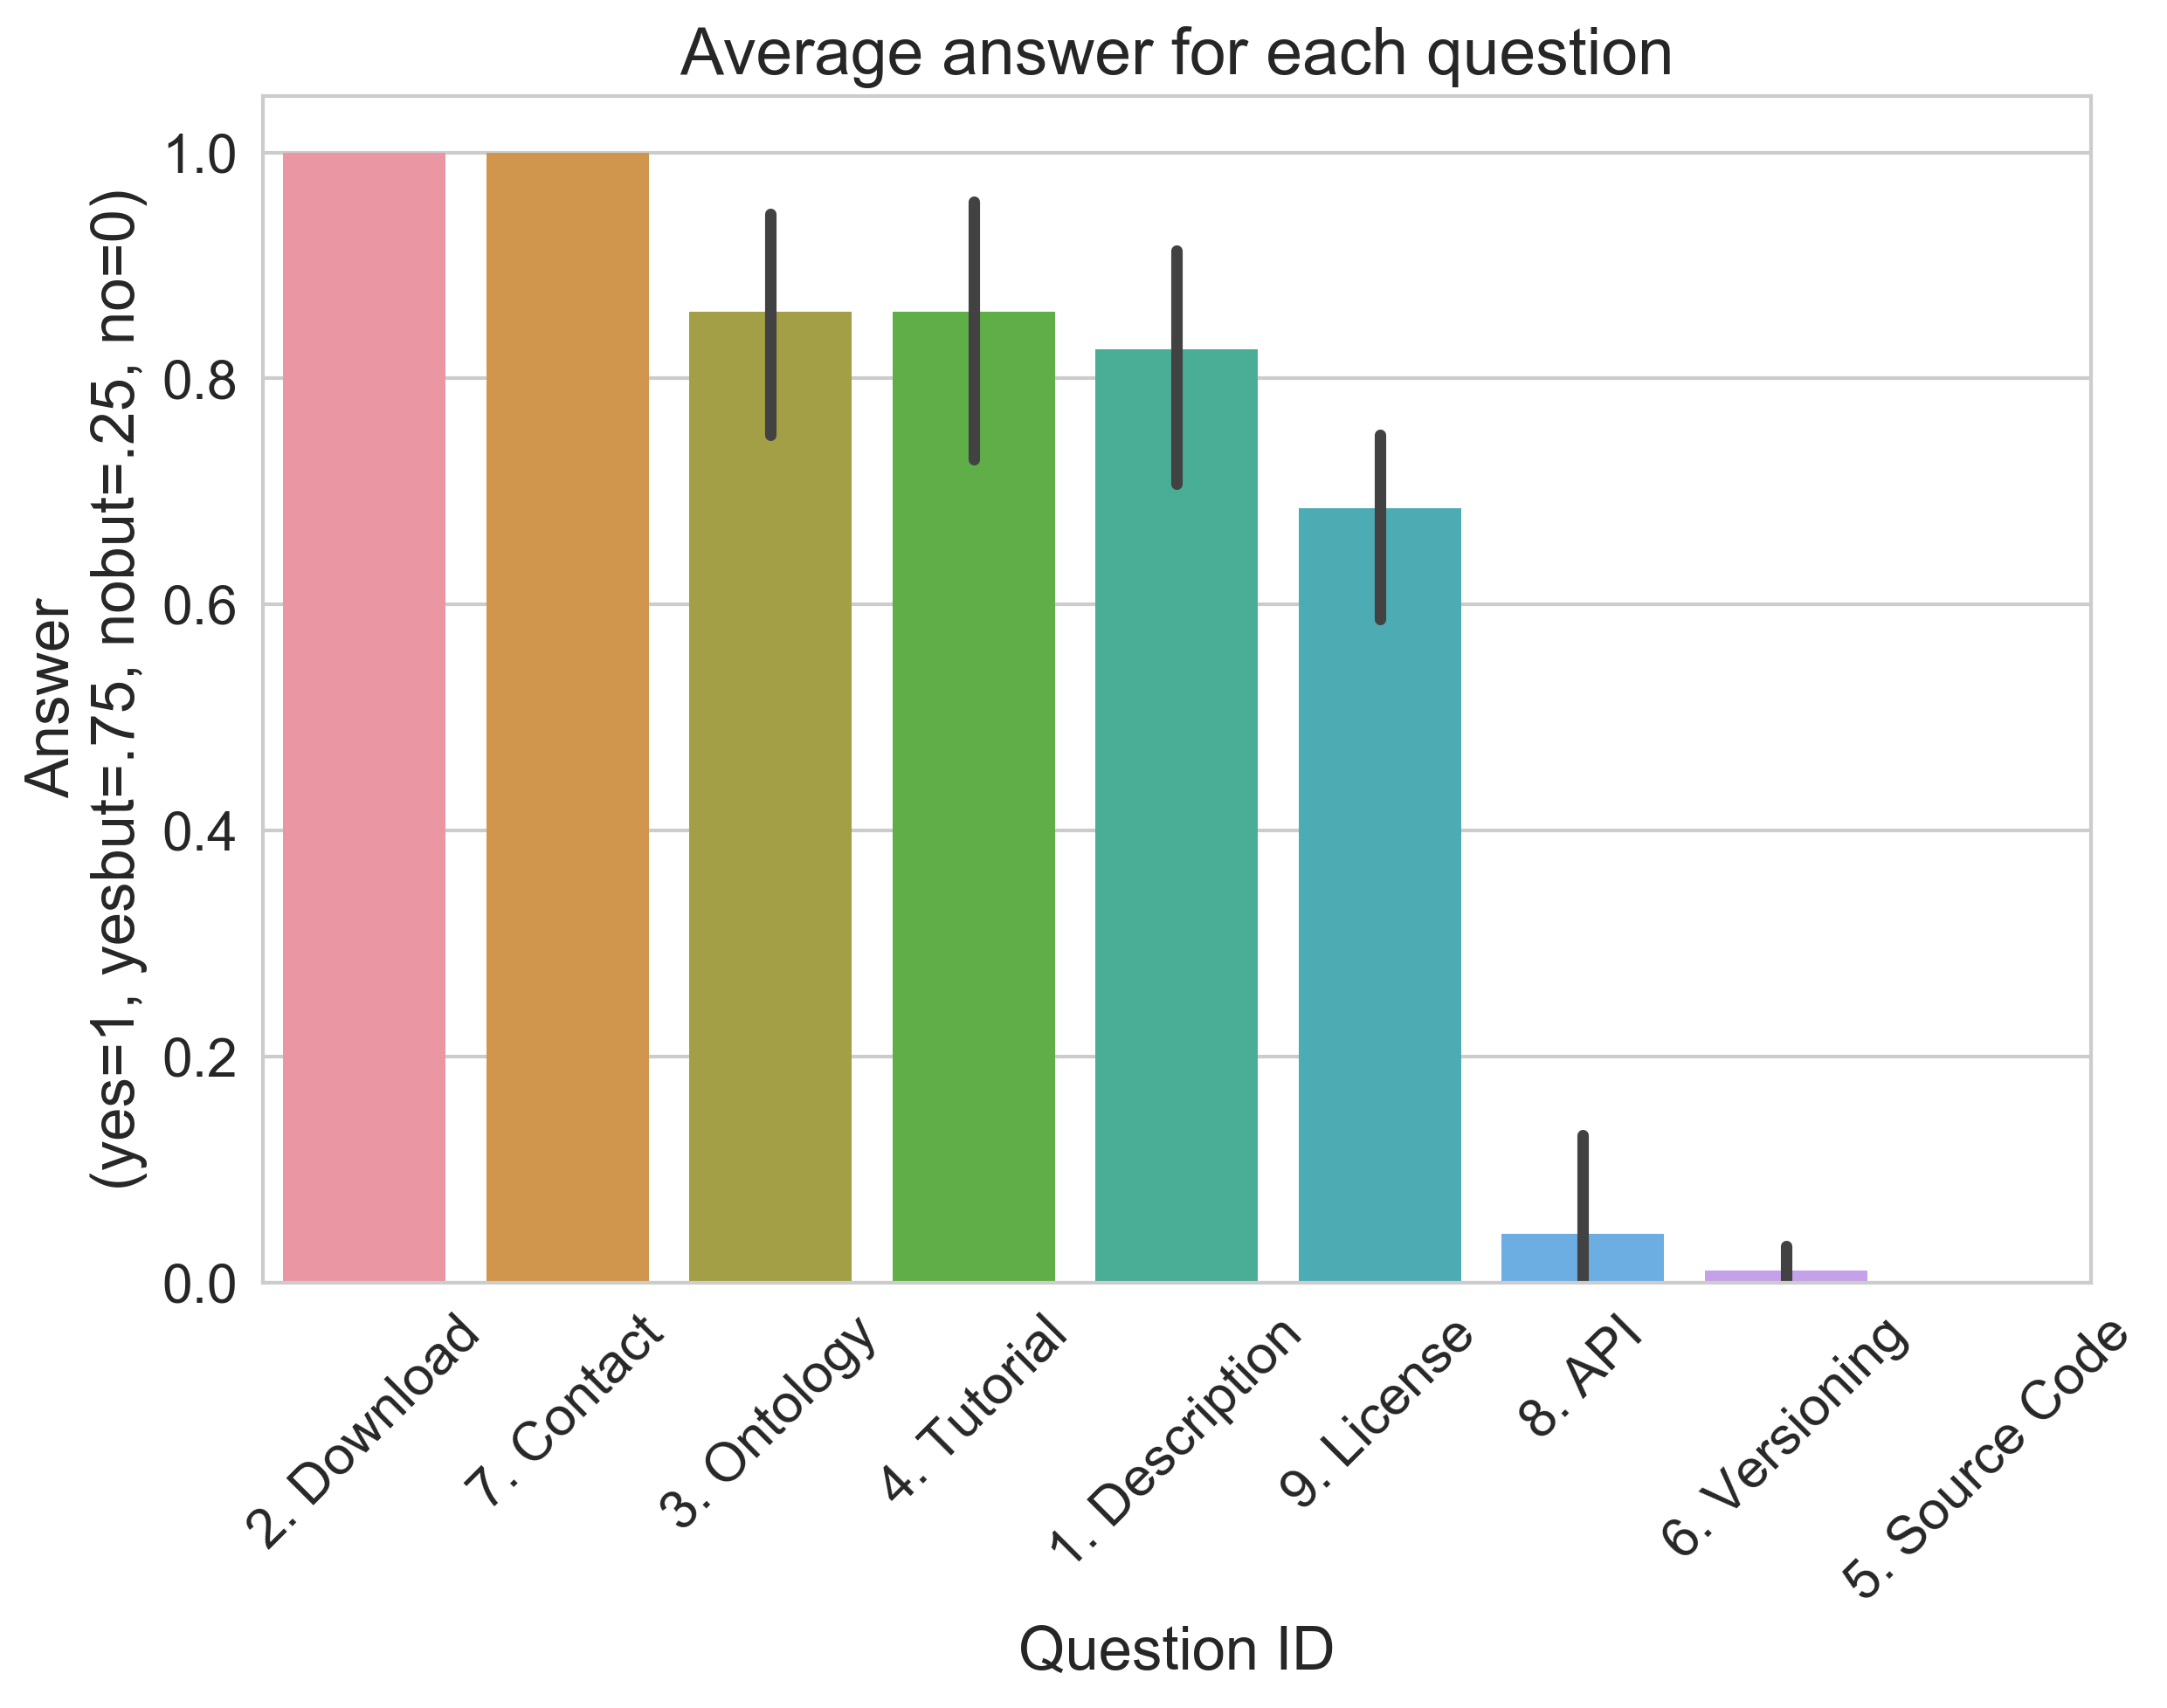 Average answer for each question
Answer
(yes=1, yesbut=.75, nobut=.25, no=0)
1.0
0.8
0.6
0.4
0.2
0.0
2. Download
7. Contact
3. Ontology
4. Tutorial
1. Description
9. License
8. API
6. Versioning
5. Source Code
Question ID